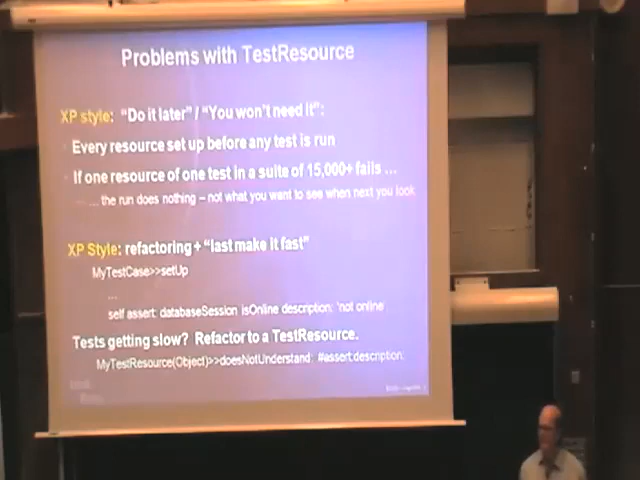 Problems with TestResource
XP style: "Do it later" / "You won't need it":
Every resource set up before any test is run
If one resource of one test in a suite of 15,000+ fails ...
... the run does nothing – not what you want to see when next you look
XP Style: refactoring + "last make it fast"
MyTestCase>>setUp
...
self assert: databaseSession isOnline description: 'not online
Tests getting slow? Refactor to a TestResource.
MyTestResource(Object)>>doesNotUnderstand: #assert:description: